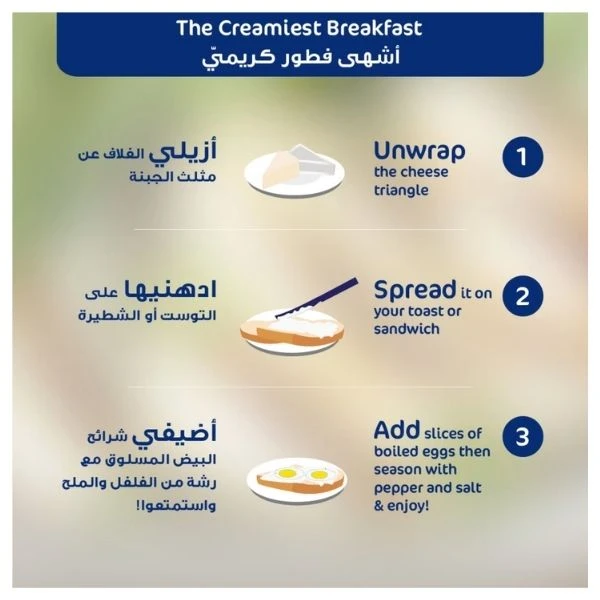 The Creamiest Breakfast
أشهى فطور كريميّ
1
Unwrap
the cheese
triangle
أزيلي الغلاف عن
مثلث الجبنة
2
Spread it on
your toast or
sandwich
ادهنيها على
التوست أو الشطيرة
3
Add slices of
boiled eggs then
season with
pepper and salt
& enjoy!
أضيفي شرائح
البيض المسلوق مع
رشة من الفلفل والملح
واستمتعوا!